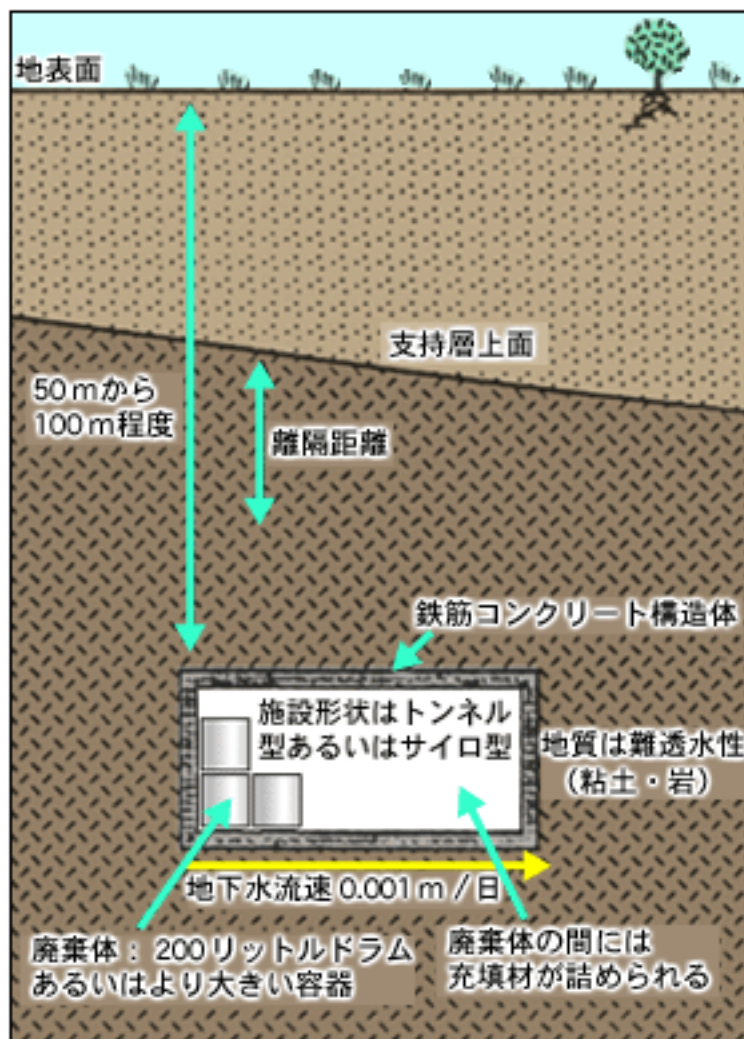 地表面
支持層上面
50mから
100m程度
離隔距離
鉄筋コンクリート構造体
施設形状はトンネル
型あるいはサイロ型
地質は難透水性
（粘土・岩）
地下水流速 0.001m／日
廃棄体：200リットルドラム
あるいはより大きい容器
廃棄体の間には
充填材が詰められる